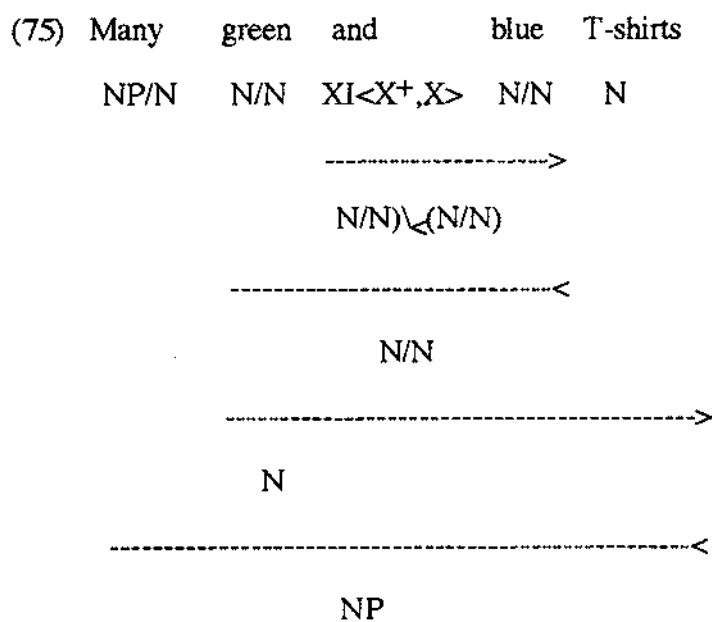 (75) Many green and blue T-shirts
NP/N N/N XI<X+,X> N/N N
-------------------->
N/N)\<(N/N)
---------------------------<
N/N
---------------------------------------->
N
-------------------------------------------------<
NP